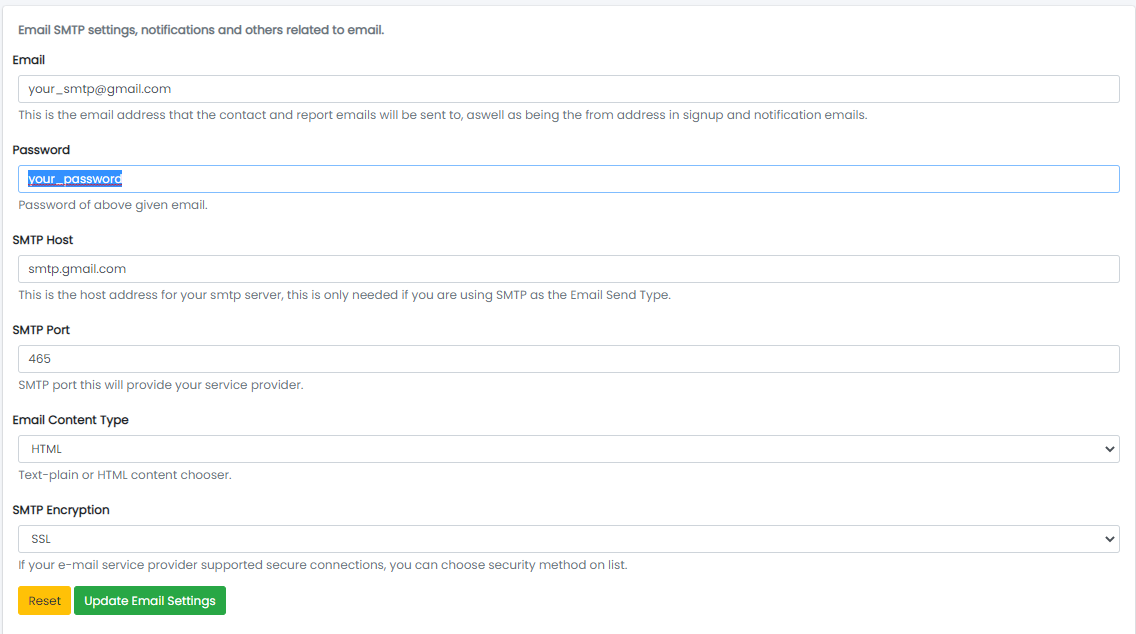 Email SMTP settings, notifications and others related to email.
Email
your_smtp@gmail.com
This is the email address that the contact and report emails will be sent to, aswell as being the from address in signup and notification emails.
Password
your_password
Password of above given email.
SMTP Host
smtp.gmail.com
This is the host address for your smtp server, this is only needed if you are using SMTP as the Email Send Type.
SMTP Port
465
SMTP port this will provide your service provider.
Email Content Type
HTML
Text-plain or HTML content chooser.
SMTP Encryption
SSL
If your e-mail service provider supported secure connections, you can choose security method on list.
Reset Update Email Settings